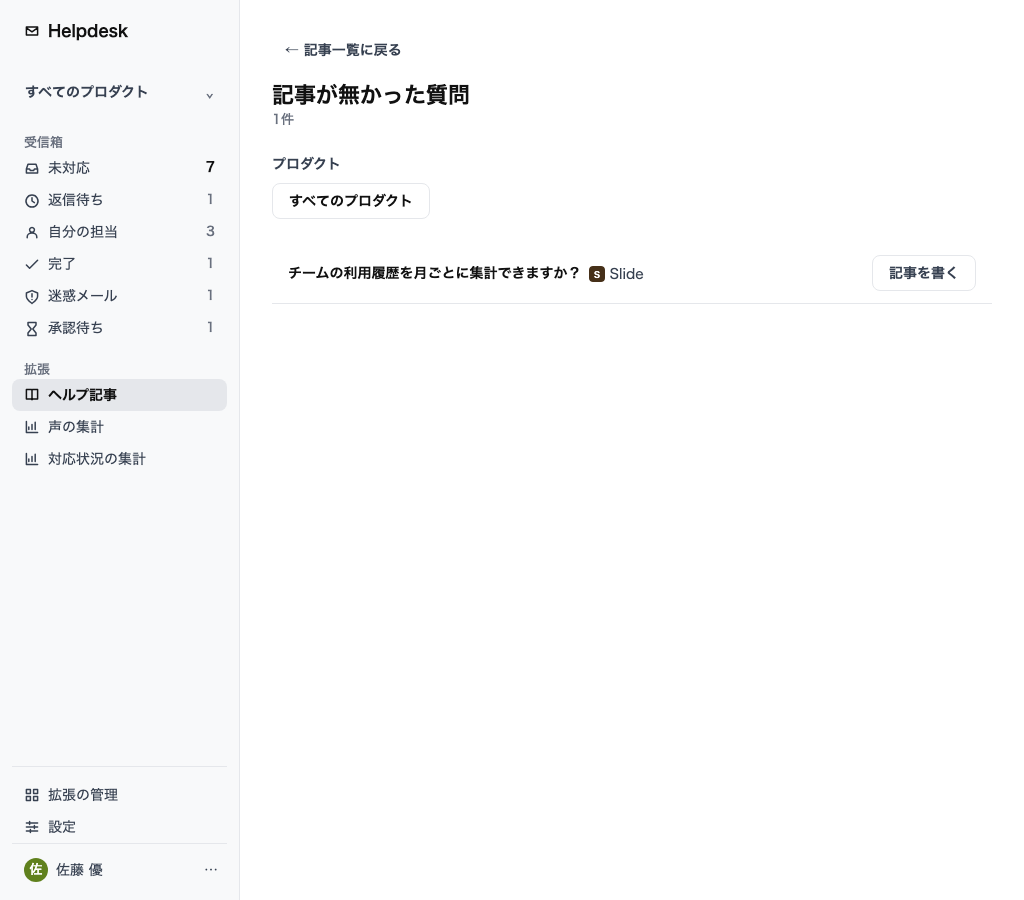 Helpdesk
すべてのプロダクト
受信箱
未対応 7
返信待ち 1
自分の担当 3
完了 1
迷惑メール 1
承認待ち 1
拡張
ヘルプ記事
声の集計
対応状況の集計
拡張の管理
設定
佐 佐藤 優 …
← 記事一覧に戻る
記事が無かった質問
1件
プロダクト
すべてのプロダクト
チームの利用履歴を月ごとに集計できますか？ S Slide 記事を書く